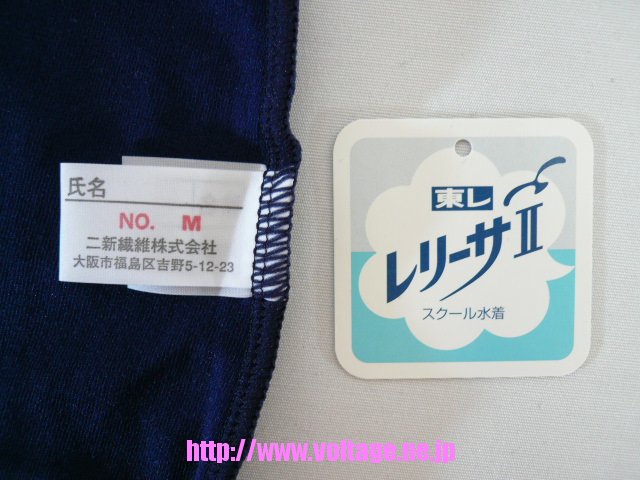 氏名
NO. M
二新繊維株式会社
大阪市福島区吉野5-12-23
東レ
レリーサII
スクール水着
http://www.voltage.ne.jp